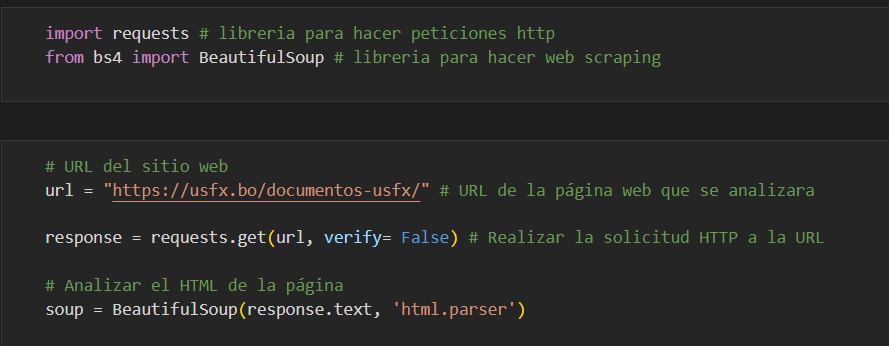 import requests # libreria para hacer peticiones http
from bs4 import BeautifulSoup # libreria para hacer web scraping
# URL del sitio web
url = "https://usfx.bo/documentos-usfx/" # URL de la página web que se analizara
response = requests.get(url, verify= False) # Realizar la solicitud HTTP a la URL
# Analizar el HTML de la página
soup = BeautifulSoup(response.text, 'html.parser')